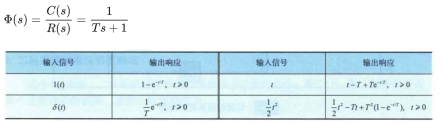 Φ(s) = C(s)/R(s) = 1/(Ts + 1)
输入信号 输出响应 输入信号 输出响应
1(t) 1−e^{−t/T}, t≥0 t t−T+Te^{−t/T}, t≥0
δ(t) 1/T e^{−t/T}, t≥0 1/2 t² 1/2 t²−Tt+T²(1−e^{−t/T}), t≥0